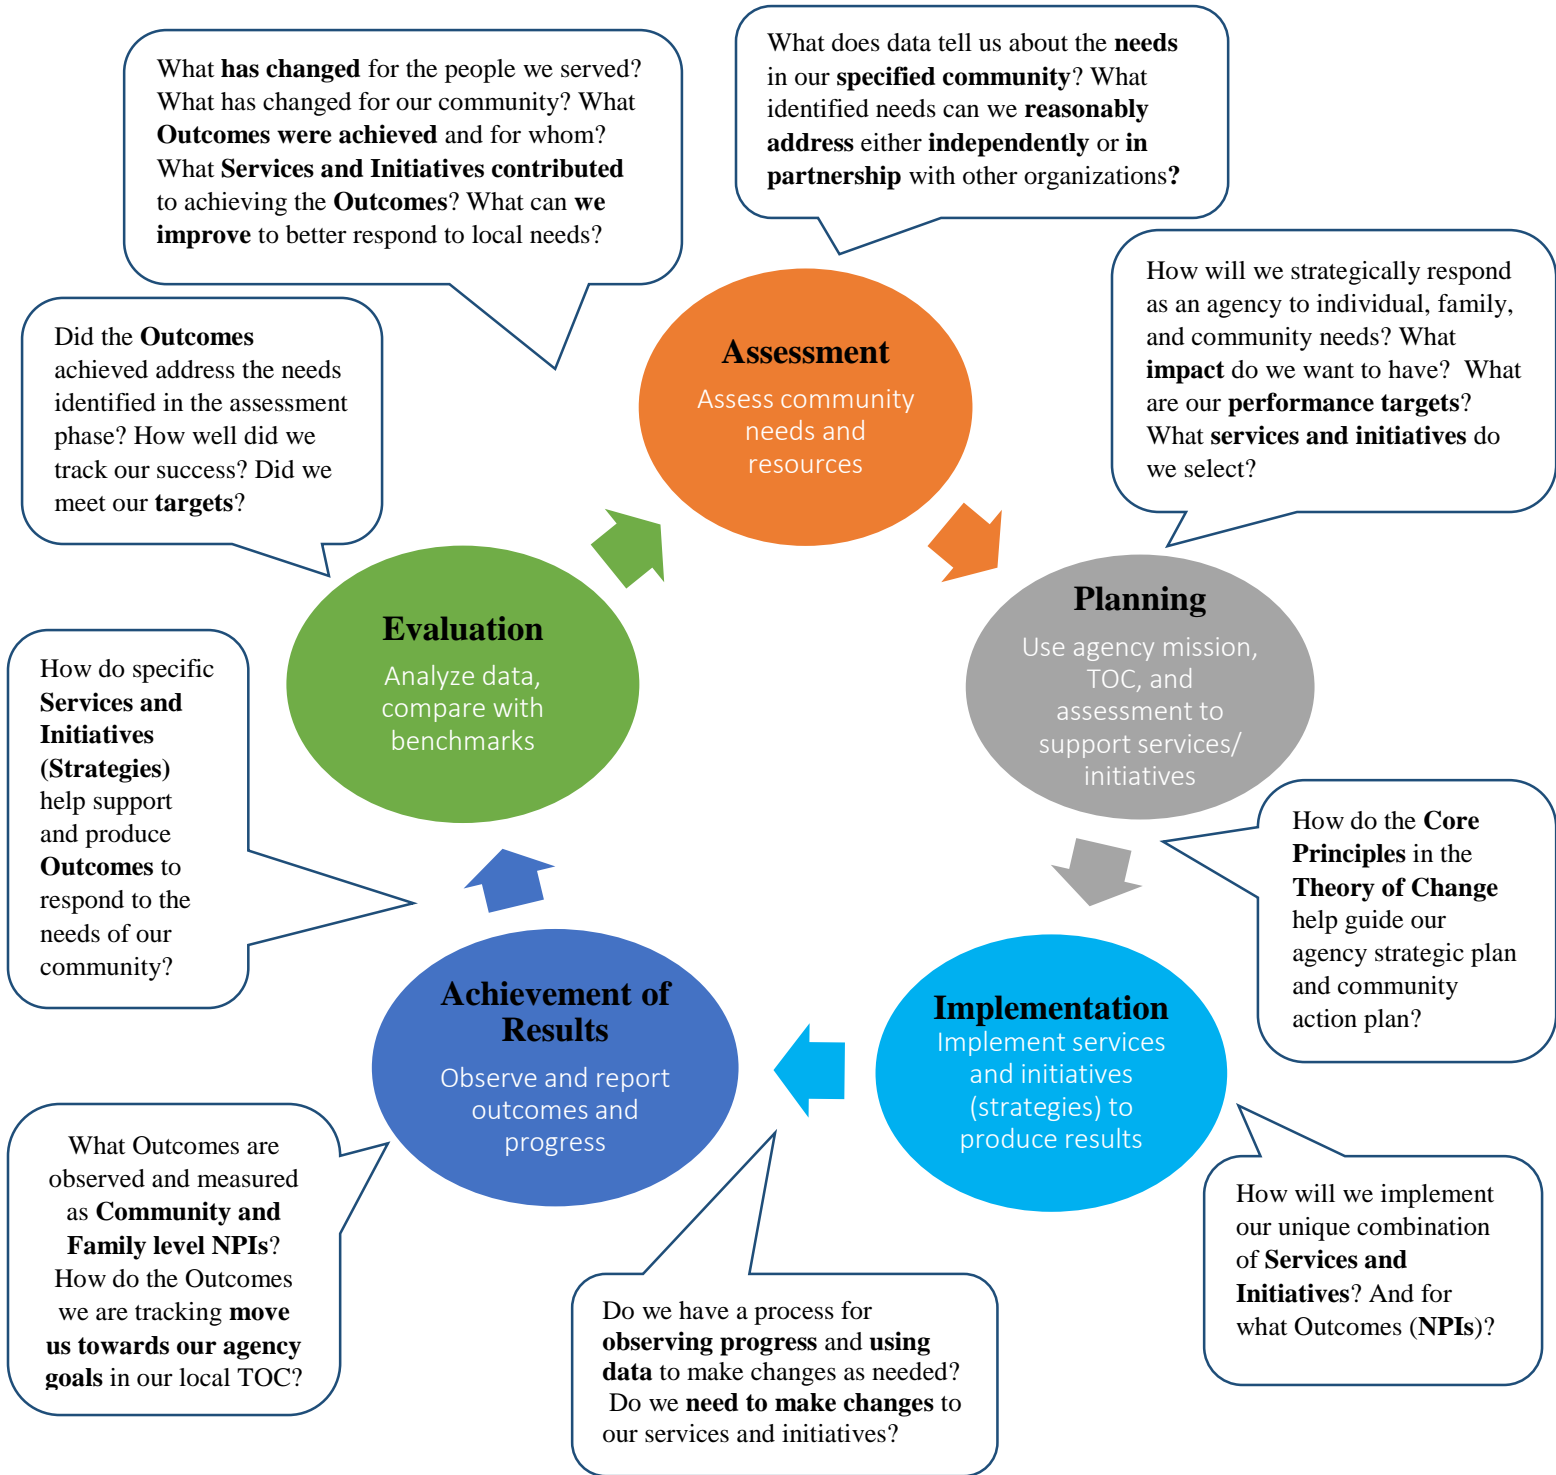 What has changed for the people we served?
What has changed for our community? What
Outcomes were achieved and for whom?
What Services and Initiatives contributed
to achieving the Outcomes? What can we
improve to better respond to local needs?
What does data tell us about the needs
in our specified community? What
identified needs can we reasonably
address either independently or in
partnership with other organizations?
How will we strategically respond
as an agency to individual, family,
and community needs? What
impact do we want to have?  What
are our performance targets?
What services and initiatives do
we select?
Did the Outcomes
achieved address the needs
identified in the assessment
phase? How well did we
track our success? Did we
meet our targets?
Assessment
Assess community
needs and
resources
Planning
Use agency mission,
TOC, and
assessment to
support services/
initiatives
Evaluation
Analyze data,
compare with
benchmarks
How do specific
Services and
Initiatives
(Strategies)
help support
and produce
Outcomes to
respond to the
needs of our
community?
How do the Core
Principles in the
Theory of Change
help guide our
agency strategic plan
and community
action plan?
Achievement of
Results
Observe and report
outcomes and
progress
Implementation
Implement services
and initiatives
(strategies) to
produce results
What Outcomes are
observed and measured
as Community and
Family level NPIs?
How do the Outcomes
we are tracking move
us towards our agency
goals in our local TOC?
Do we have a process for
observing progress and using
data to make changes as needed?
Do we need to make changes to
our services and initiatives?
How will we implement
our unique combination
of Services and
Initiatives? And for
what Outcomes (NPIs)?